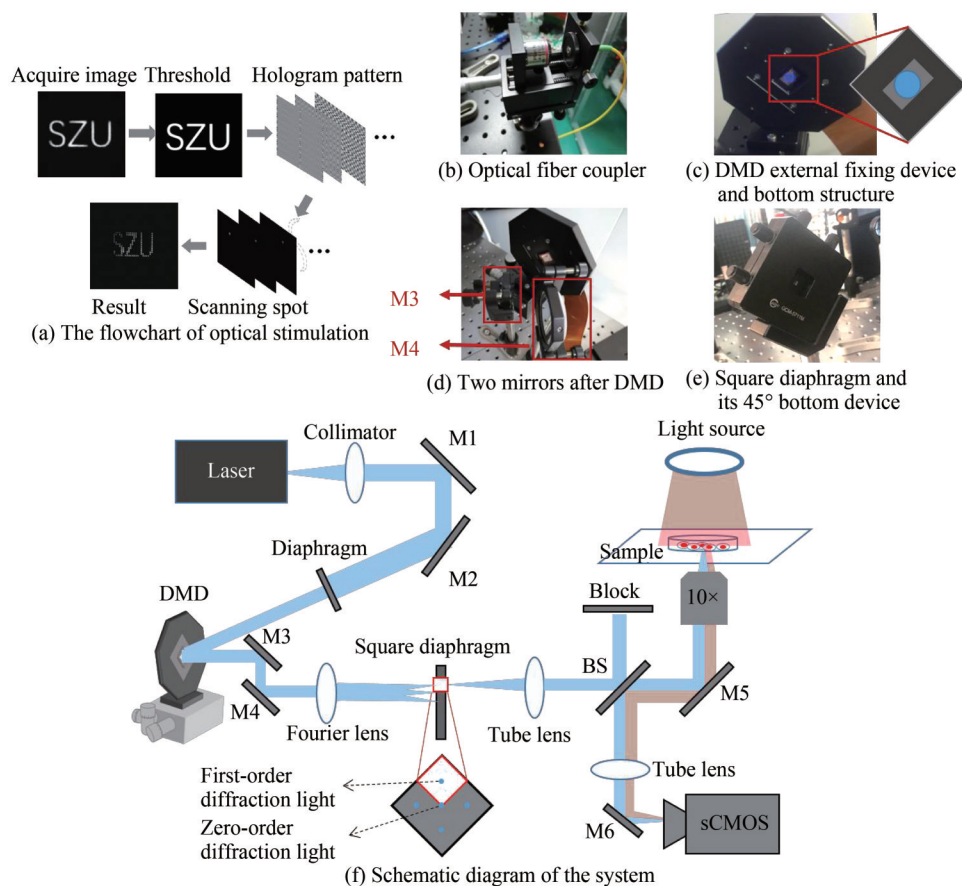 Acquire image Threshold Hologram pattern
SZU SZU
...
SZU
...
Result Scanning spot
(a) The flowchart of optical stimulation
(b) Optical fiber coupler
(c) DMD external fixing device
and bottom structure
M3
M4
(d) Two mirrors after DMD
(e) Square diaphragm and
its 45° bottom device
Collimator
M1
Light source
Laser
Diaphragm
M2
Sample
DMD
Block
10×
M3
Square diaphragm
BS
M5
M4
Fourier lens
Tube lens
Tube lens
First-order
diffraction light
Zero-order
diffraction light
M6
sCMOS
(f) Schematic diagram of the system